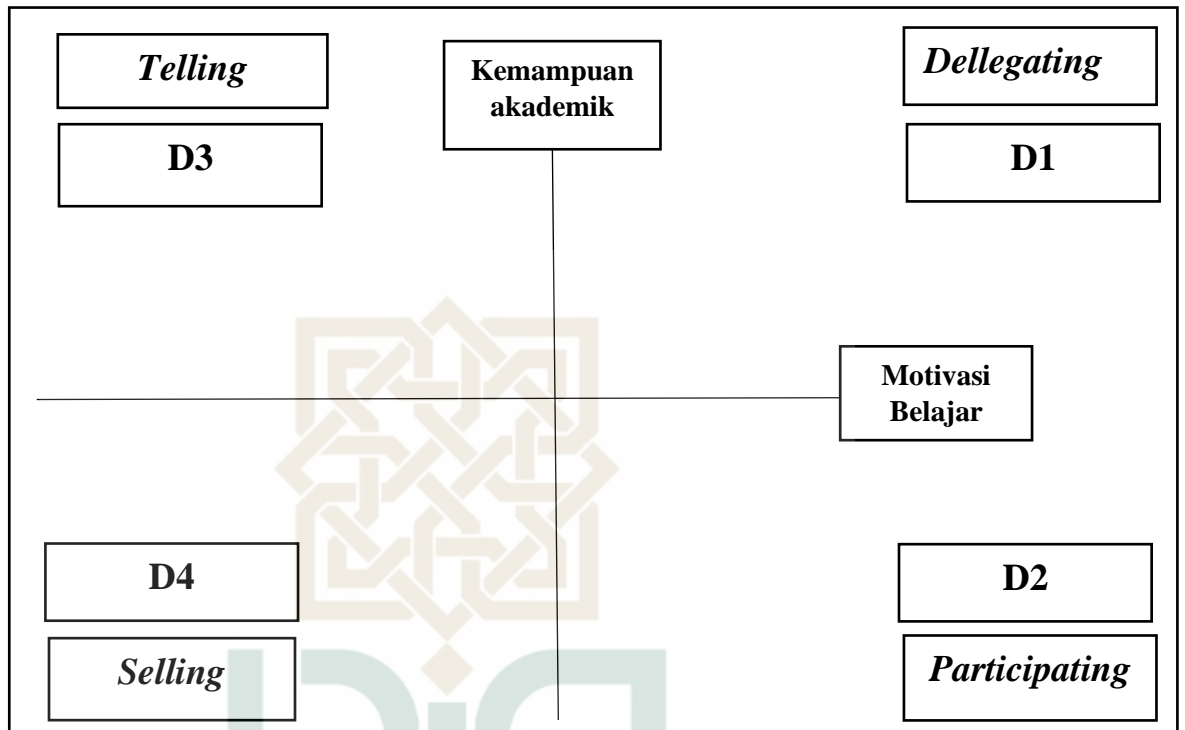 Telling
Kemampuan
akademik
Dellegating
D3
D1
Motivasi
Belajar
D4
D2
Selling
Participating